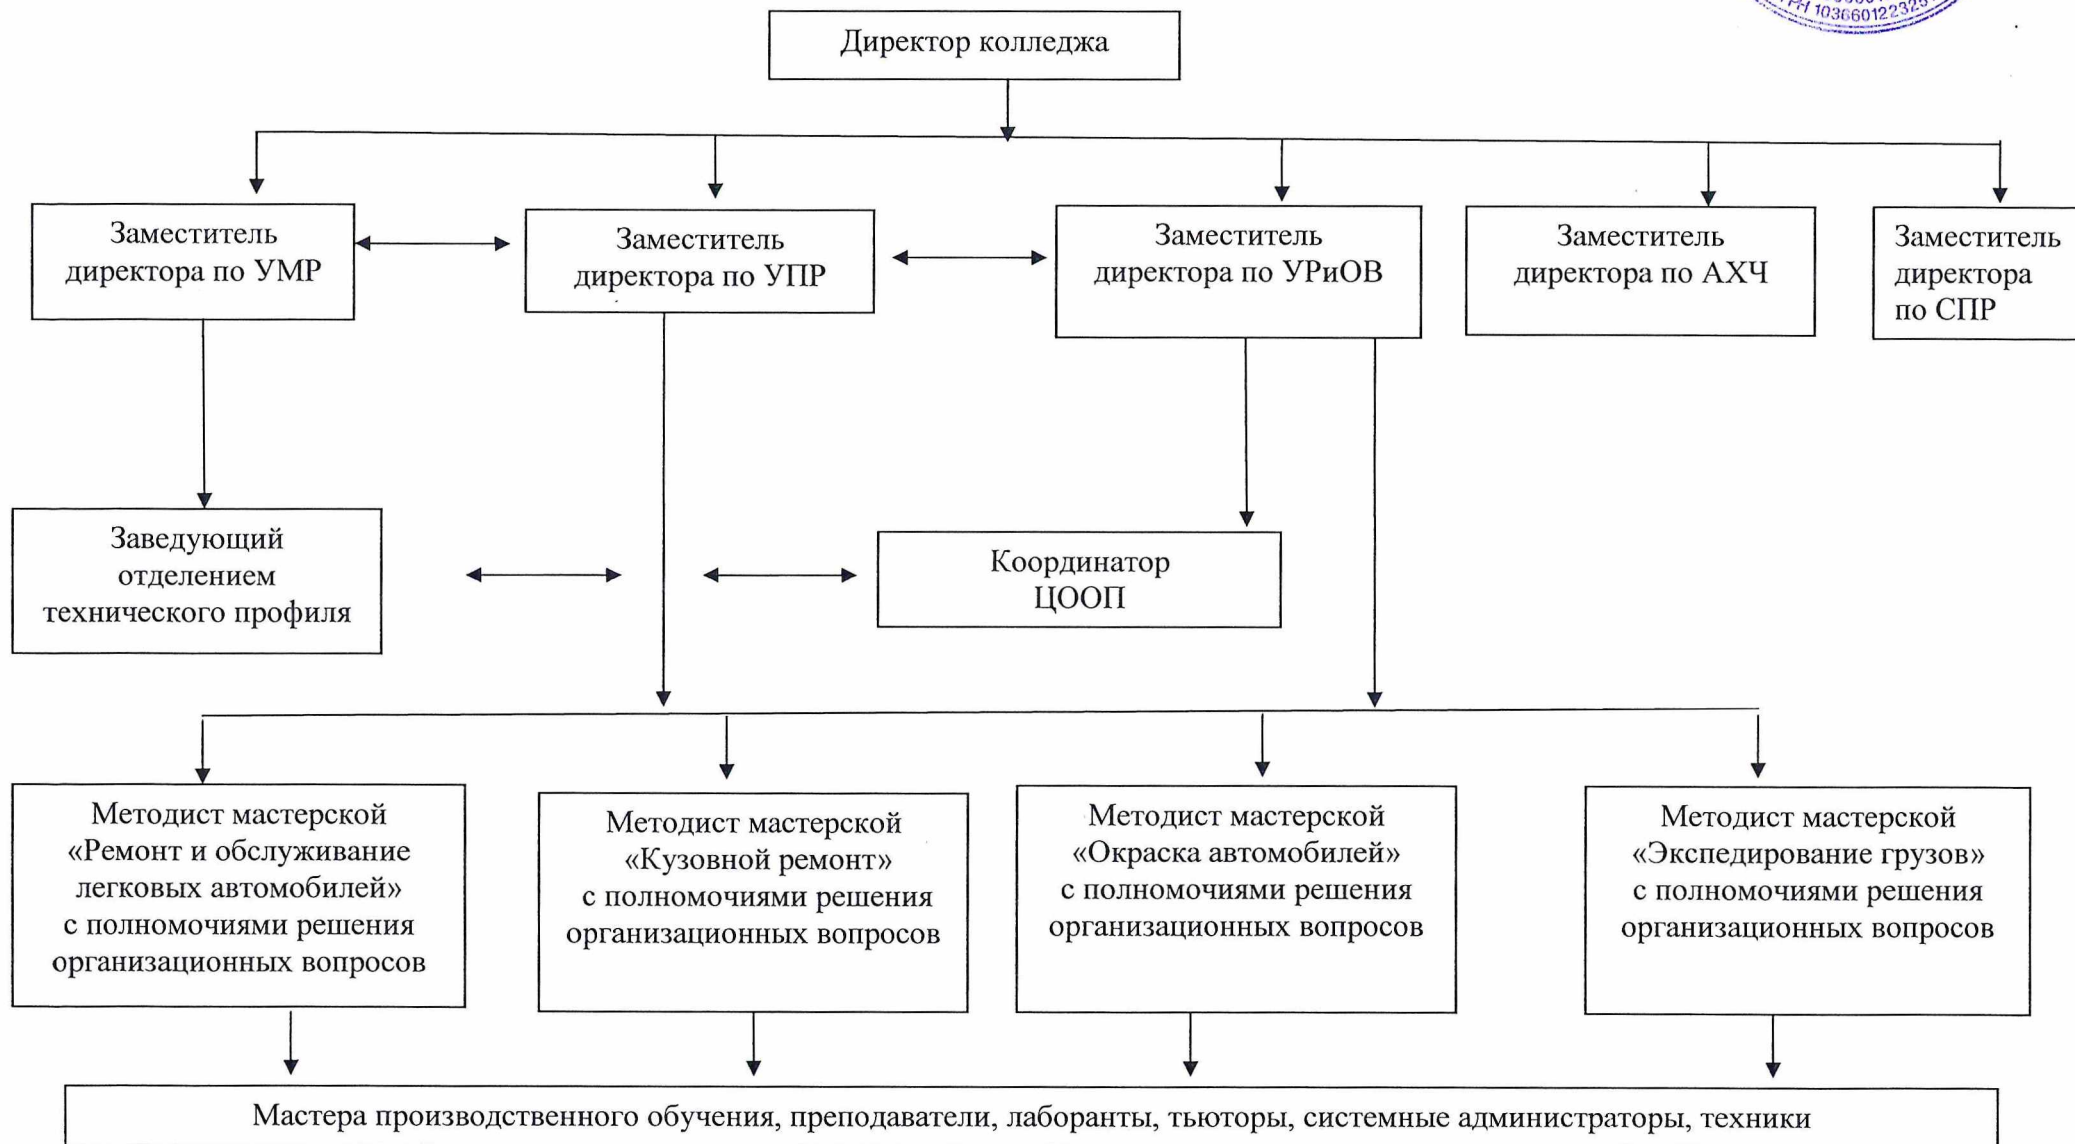 1036601223251
Директор колледжа
Заместитель
директора по УМР
Заместитель
директора по УПР
Заместитель
директора по УРиОВ
Заместитель
директора по АХЧ
Заместитель
директора
по СПР
Заведующий
отделением
технического профиля
Координатор
ЦООП
Методист мастерской
«Ремонт и обслуживание
легковых автомобилей»
с полномочиями решения
организационных вопросов
Методист мастерской
«Кузовной ремонт»
с полномочиями решения
организационных вопросов
Методист мастерской
«Окраска автомобилей»
с полномочиями решения
организационных вопросов
Методист мастерской
«Экспедирование грузов»
с полномочиями решения
организационных вопросов
Мастера производственного обучения, преподаватели, лаборанты, тьюторы, системные администраторы, техники